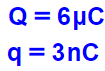 Q = 6μC
q = 3nC